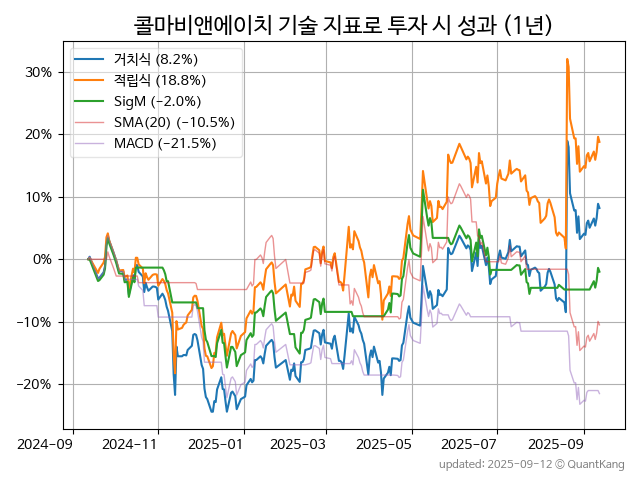 콜마비앤에이치 기술 지표로 투자 시 성과 (1년)
거치식 (8.2%)
적립식 (18.8%)
SigM (-2.0%)
SMA(20) (-10.5%)
MACD (-21.5%)
30%
20%
10%
0%
-10%
-20%
2024-09 2024-11 2025-01 2025-03 2025-05 2025-07 2025-09
updated: 2025-09-12 © QuantKang